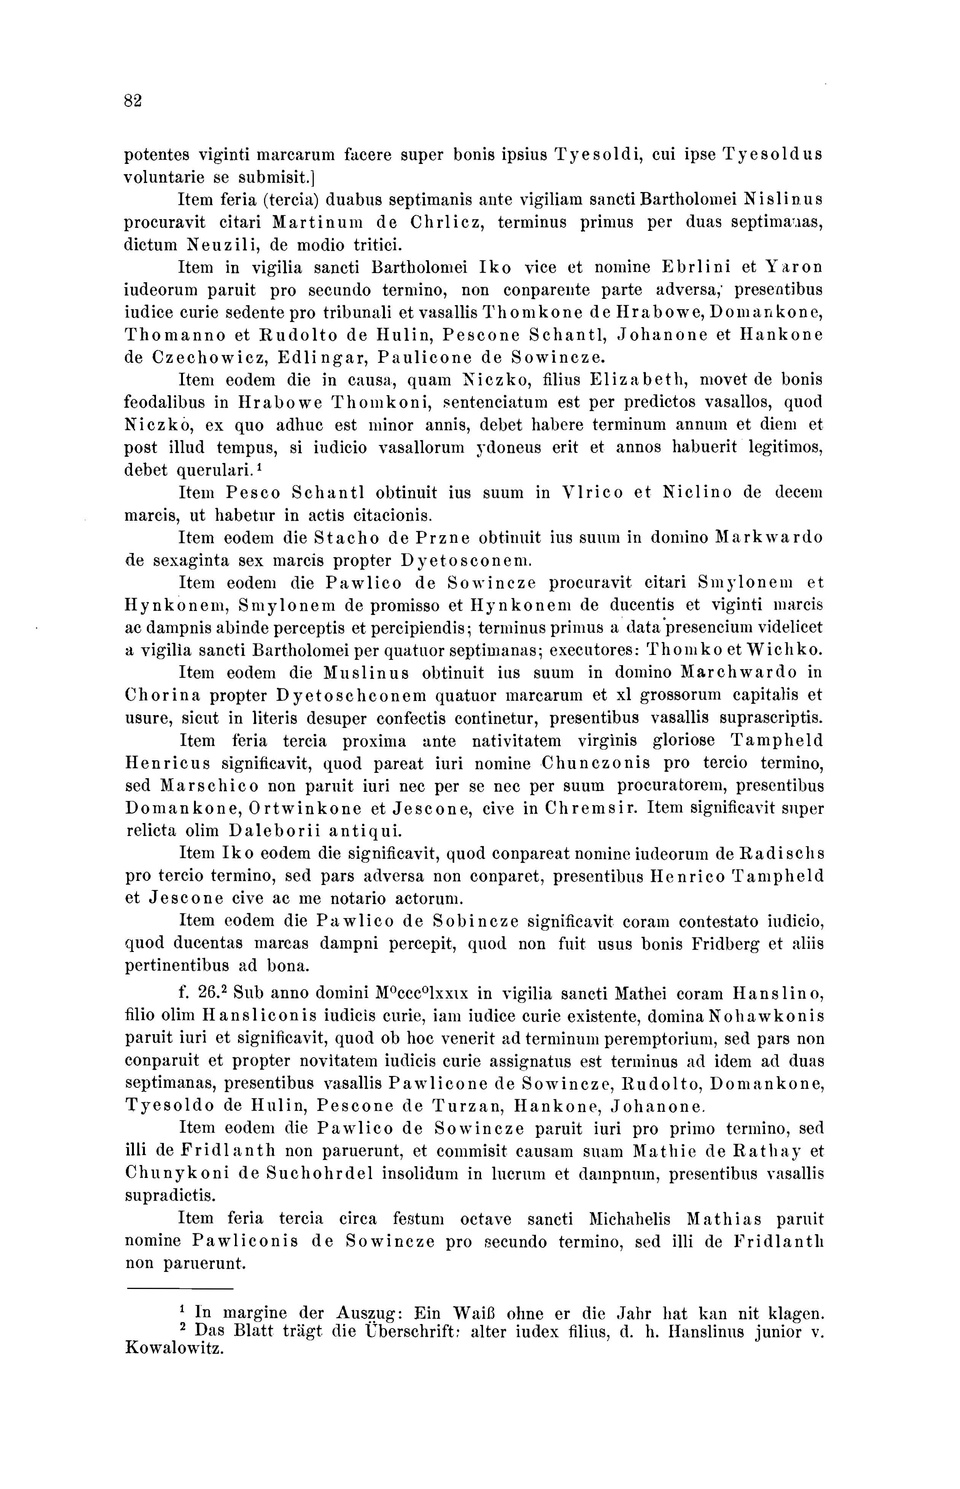 82
potentes viginti marcarum facere super bonis ipsius Tyesoldi, cui ipse Tyesoldus
voluntarie se submisit.]
Item feria (tercia) duabus septimanis ante vigiliam sancti Bartholomei Nislinus
procuravit citari Martinum de Chrlicz, terminus primus per duas septimanas,
dictum Neuzili, de modio tritici.
Item in vigilia sancti Bartholomei Iko vice et nomine Ebrlini et Yaron
iudeorum paruit pro secundo termino, non conparente parte adversa, presentibus
iudice curie sedente pro tribunali et vasallis Thomkone de Hrabowe, Domankone,
Thomanno et Rudolto de Hulin, Pescone Schantl, Johanone et Hankone
de Czechowicz, Edlingar, Paulicone de Sowincze.
Item eodem die in causa, quam Niczko, filius Elizabeth, movet de bonis
feodalibus in Hrabowe Thomkoni, sentenciatum est per predictos vasallos, quod
Niczko, ex quo adhuc est minor annis, debet habere terminum annum et diem et
post illud tempus, si iudicio vasallorum ydoneus erit et annos habuerit legitimos,
debet querulari.¹
Item Pesco Schantl obtinuit ius suum in Vlrico et Niclino de decem
marcis, ut habetur in actis citacionis.
Item eodem die Stacho de Przne obtinuit ius suum in domino Markwardo
de sexaginta sex marcis propter Dyetosconem.
Item eodem die Pawlico de Sowincze procuravit citari Smylonem et
Hynkonem, Smylonem de promisso et Hynkonem de ducentis et viginti marcis
ac dampnis abinde perceptis et percipiendis; terminus primus a data presencium videlicet
a vigilia sancti Bartholomei per quatuor septimanas; executores: Thomko et Wichko.
Item eodem die Muslinus obtinuit ius suum in domino Marchwardo in
Chorina propter Dyetoschconem quatuor marcarum et xl grossorum capitalis et
usure, sicut in literis desuper confectis continetur, presentibus vasallis suprascriptis.
Item feria tercia proxima ante nativitatem virginis gloriose Tampheld
Henricus significavit, quod pareat iuri nomine Chunczonis pro tercio termino,
sed Marschico non paruit iuri nec per se nec per suum procuratorem, presentibus
Domankone, Ortwinkone et Jescone, cive in Chremsir. Item significavit super
relicta olim Daleborii antiqui.
Item Iko eodem die significavit, quod conpareat nomine iudeorum de Radischs
pro tercio termino, sed pars adversa non conparet, presentibus Henrico Tampheld
et Jescone cive ac me notario actorum.
Item eodem die Pawlico de Sobincze significavit coram contestato iudicio,
quod ducentas marcas dampni percepit, quod non fuit usus bonis Fridberg et aliis
pertinentibus ad bona.
f. 26.² Sub anno domini M⁰ccc⁰lxxıx in vigilia sancti Mathei coram Hanslino,
filio olim Hansliconis iudicis curie, iam iudice curie existente, domina Nohawkonis
paruit iuri et significavit, quod ob hoc venerit ad terminum peremptorium, sed pars non
conparuit et propter novitatem iudicis curie assignatus est terminus ad idem ad duas
septimanas, presentibus vasallis Pawlicone de Sowincze, Rudolto, Domankone,
Tyesoldo de Hulin, Pescone de Turzan, Hankone, Johanone.
Item eodem die Pawlico de Sowincze paruit iuri pro primo termino, sed
illi de Fridlanth non paruerunt, et commisit causam suam Mathie de Rathay et
Chunykoni de Suchohrdel insolidum in lucrum et dampnum, presentibus vasallis
supradictis.
Item feria tercia circa festum octave sancti Michahelis Mathias paruit
nomine Pawliconis de Sowincze pro secundo termino, sed illi de Fridlanth
non paruerunt.
¹ In margine der Auszug: Ein Waiß ohne er die Jahr hat kan nit klagen.
² Das Blatt trägt die Überschrift: alter iudex filius, d. h. Hanslinus junior v.
Kowalowitz.